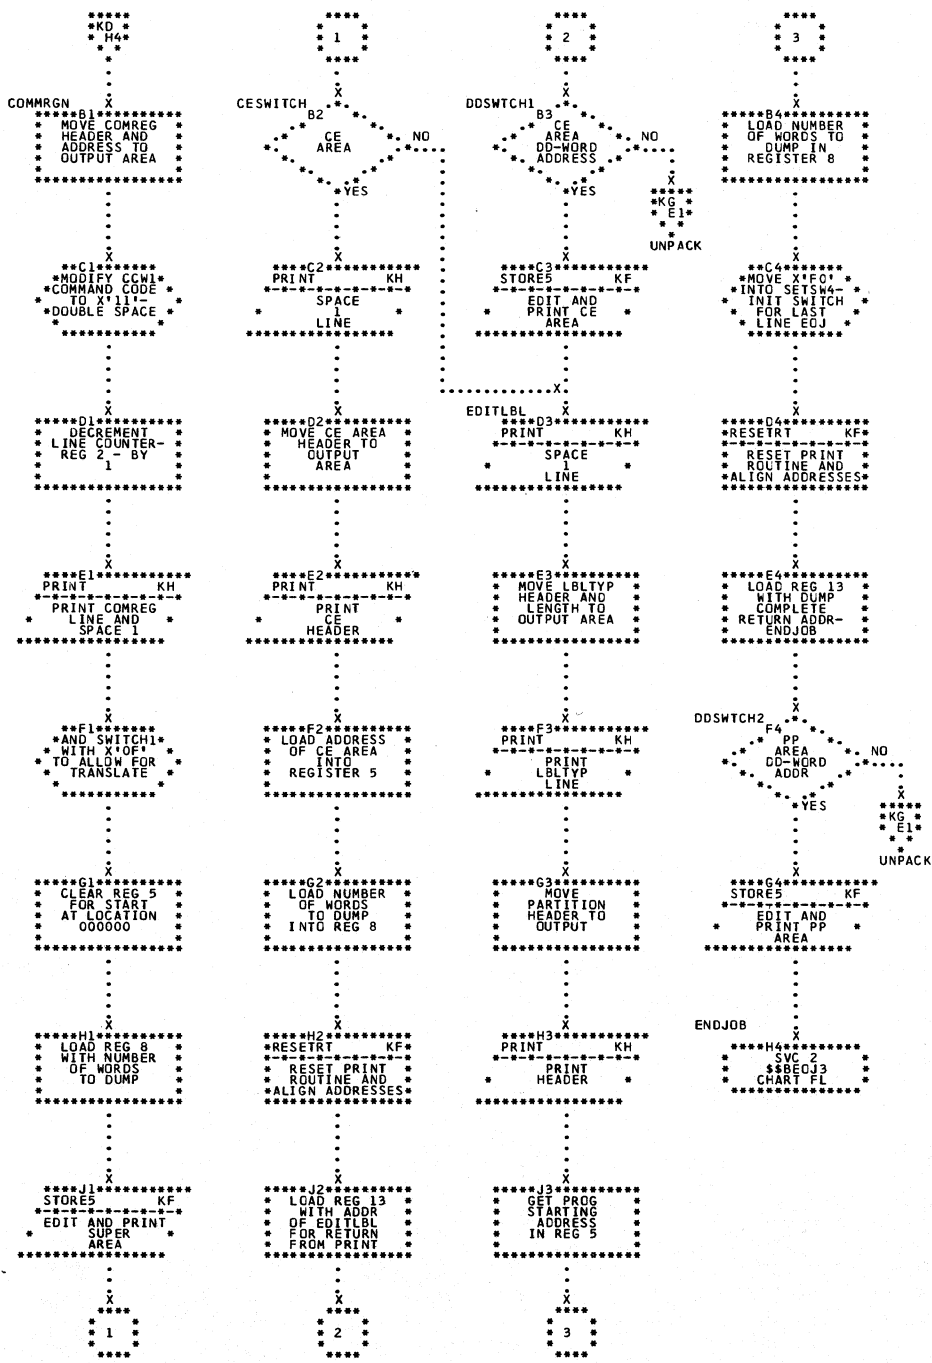 KD
H4
COMMRGN
B1
MOVE COMREG
HEADER AND
ADDRESS TO
OUTPUT AREA
C1
MODIFY CCW1
COMMAND CODE
TO X'11'-
DOUBLE SPACE
D1
DECREMENT
LINE COUNTER-
REG 2 - BY
1
E1
PRINT KH
PRINT COMREG
LINE AND
SPACE 1
F1
AND SWITCH1
WITH X'0F'
TO ALLOW FOR
TRANSLATE
G1
CLEAR REG 5
FOR START
AT LOCATION
000000
H1
LOAD REG 8
WITH NUMBER
OF WORDS
TO DUMP
J1
STORE5 KF
EDIT AND PRINT
SUPER
AREA
1
1
CESWITCH
B2
CE
AREA
NO
YES
C2
PRINT KH
SPACE
1
LINE
D2
MOVE CE AREA
HEADER TO
OUTPUT
AREA
E2
PRINT KH
PRINT
CE
HEADER
F2
LOAD ADDRESS
OF CE AREA
INTO
REGISTER 5
G2
LOAD NUMBER
OF WORDS
TO DUMP
INTO REG 8
H2
RESETRT KF
RESET PRINT
ROUTINE AND
ALIGN ADDRESSES
J2
LOAD REG 13
WITH ADDR
OF EDITLBL
FOR RETURN
FROM PRINT
2
2
DDSWTCH1
B3
CE
AREA
DD-WORD
ADDRESS
NO
YES
KG
E1
UNPACK
C3
STORE5 KF
EDIT AND
PRINT CE
AREA
EDITLBL
D3
PRINT KH
SPACE
1
LINE
E3
MOVE LBLTYP
HEADER AND
LENGTH TO
OUTPUT AREA
F3
PRINT KH
PRINT
LBLTYP
LINE
G3
MOVE
PARTITION
HEADER TO
OUTPUT
H3
PRINT KH
PRINT
HEADER
J3
GET PROG
STARTING
ADDRESS
IN REG 5
3
3
B4
LOAD NUMBER
OF WORDS TO
DUMP IN
REGISTER 8
C4
MOVE X'F0'
INTO SETSW4-
INIT SWITCH
FOR LAST
LINE EOJ
D4
RESETRT KF
RESET PRINT
ROUTINE AND
ALIGN ADDRESSES
E4
LOAD REG 13
WITH DUMP
COMPLETE
RETURN ADDR-
ENDJOB
DDSWTCH2
F4
PP
AREA
DD-WORD
ADDR
NO
YES
KG
E1
UNPACK
G4
STORE5 KF
EDIT AND
PRINT PP
AREA
ENDJOB
H4
SVC 2
$$BEOJ3
CHART FL